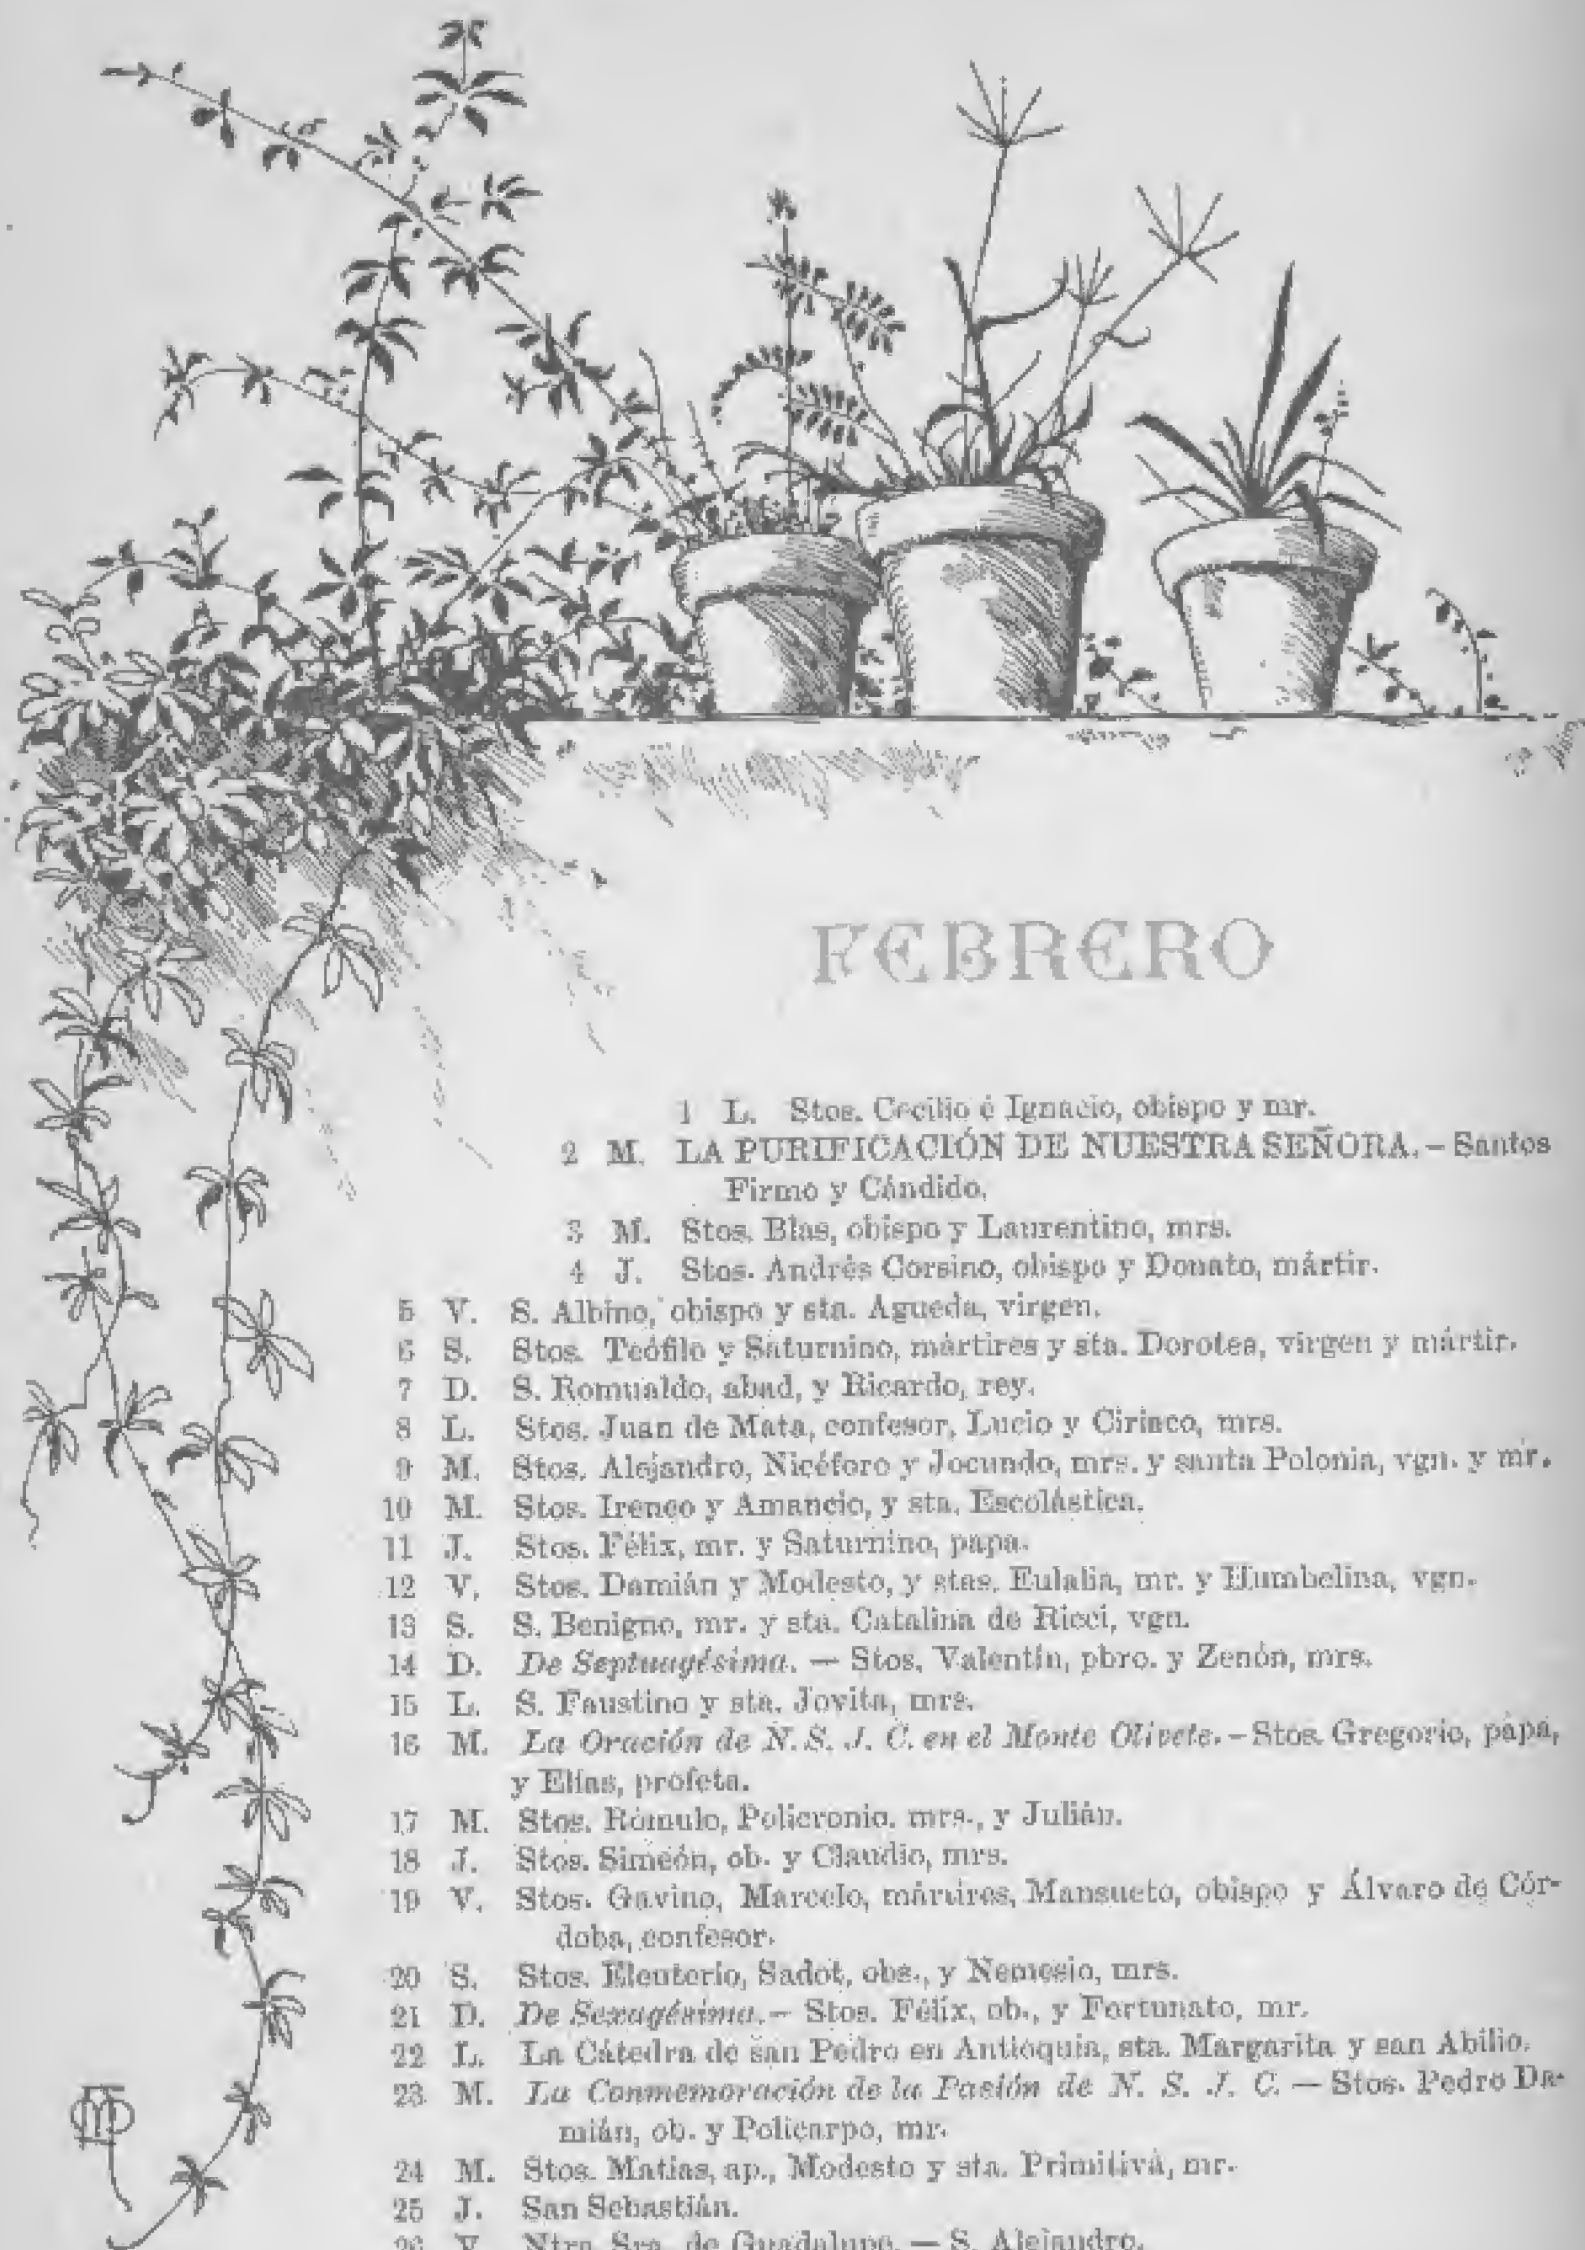 FEBRERO
1 L. Stos. Cecilio é Ignacio, obispo y mr.
2 M. LA PURIFICACIÓN DE NUESTRA SEÑORA. – Santos
Firmo y Cándido.
3 M. Stos. Blas, obispo y Laurentino, mrs.
4 J. Stos. Andrés Corsino, obispo y Donato, mártir.
5 V. S. Albino, obispo y sta. Agueda, virgen.
6 S. Stos. Teófilo y Saturnino, mártires y sta. Dorotea, virgen y mártir.
7 D. S. Romualdo, abad, y Ricardo, rey.
8 L. Stos. Juan de Mata, confesor, Lucio y Ciriaco, mrs.
9 M. Stos. Alejandro, Nicéforo y Jocundo, mrs. y santa Polonia, vgn. y mr.
10 M. Stos. Ireneo y Amancio, y sta. Escolástica.
11 J. Stos. Félix, mr. y Saturnino, papa.
12 V. Stos. Damián y Modesto, y stas. Eulalia, mr. y Humbelina, vgn.
13 S. S. Benigno, mr. y sta. Catalina de Ricci, vgn.
14 D. De Septuagésima. — Stos. Valentín, pbro. y Zenón, mrs.
15 L. S. Faustino y sta. Jovita, mrs.
16 M. La Oración de N. S. J. C. en el Monte Olivete. – Stos. Gregorio, papa,
y Elías, profeta.
17 M. Stos. Rómulo, Policronio, mrs., y Julián.
18 J. Stos. Simeón, ob. y Claudio, mrs.
19 V. Stos. Gavino, Marcelo, mártires, Mansueto, obispo y Álvaro de Cór-
doba, confesor.
20 S. Stos. Eleuterio, Sadot, obs., y Nemesio, mrs.
21 D. De Sexagésima. – Stos. Félix, ob., y Fortunato, mr.
22 L. La Cátedra de san Pedro en Antioquia, sta. Margarita y san Abilio.
23 M. La Conmemoración de la Pasión de N. S. J. C. — Stos. Pedro Da-
mián, ob. y Policarpo, mr.
24 M. Stos. Matias, ap., Modesto y sta. Primitiva, mr.
25 J. San Sebastián.
26 V. Ntra. Sra. de Guadalupe. — S. Alejandro.